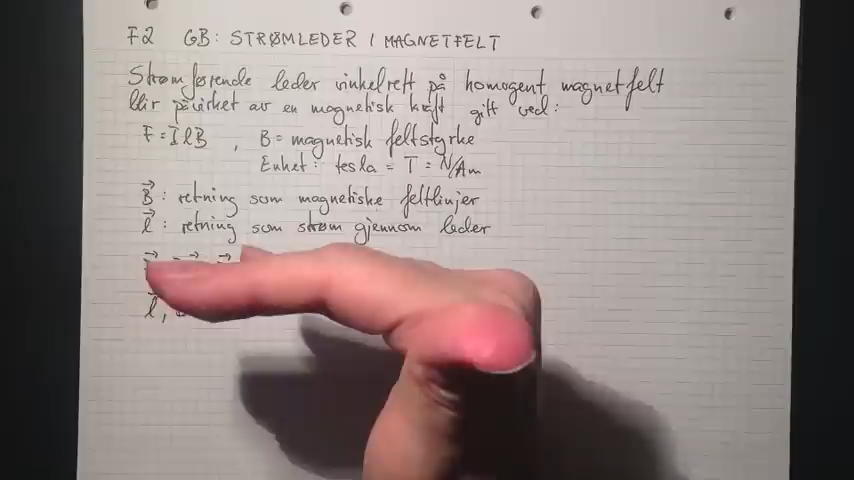 F2 GB: STRØMLEDER I MAGNETFELT
Strømførende leder vinkelrett på homogent magnetfelt
blir påvirket av en magnetisk kraft gitt ved:
F = IlB , B = magnetisk feltstyrke
Enhet: tesla = T = N/Am
B⃗ : retning som magnetiske feltlinjer
l⃗ : retning som strøm gjennom leder
l⃗,